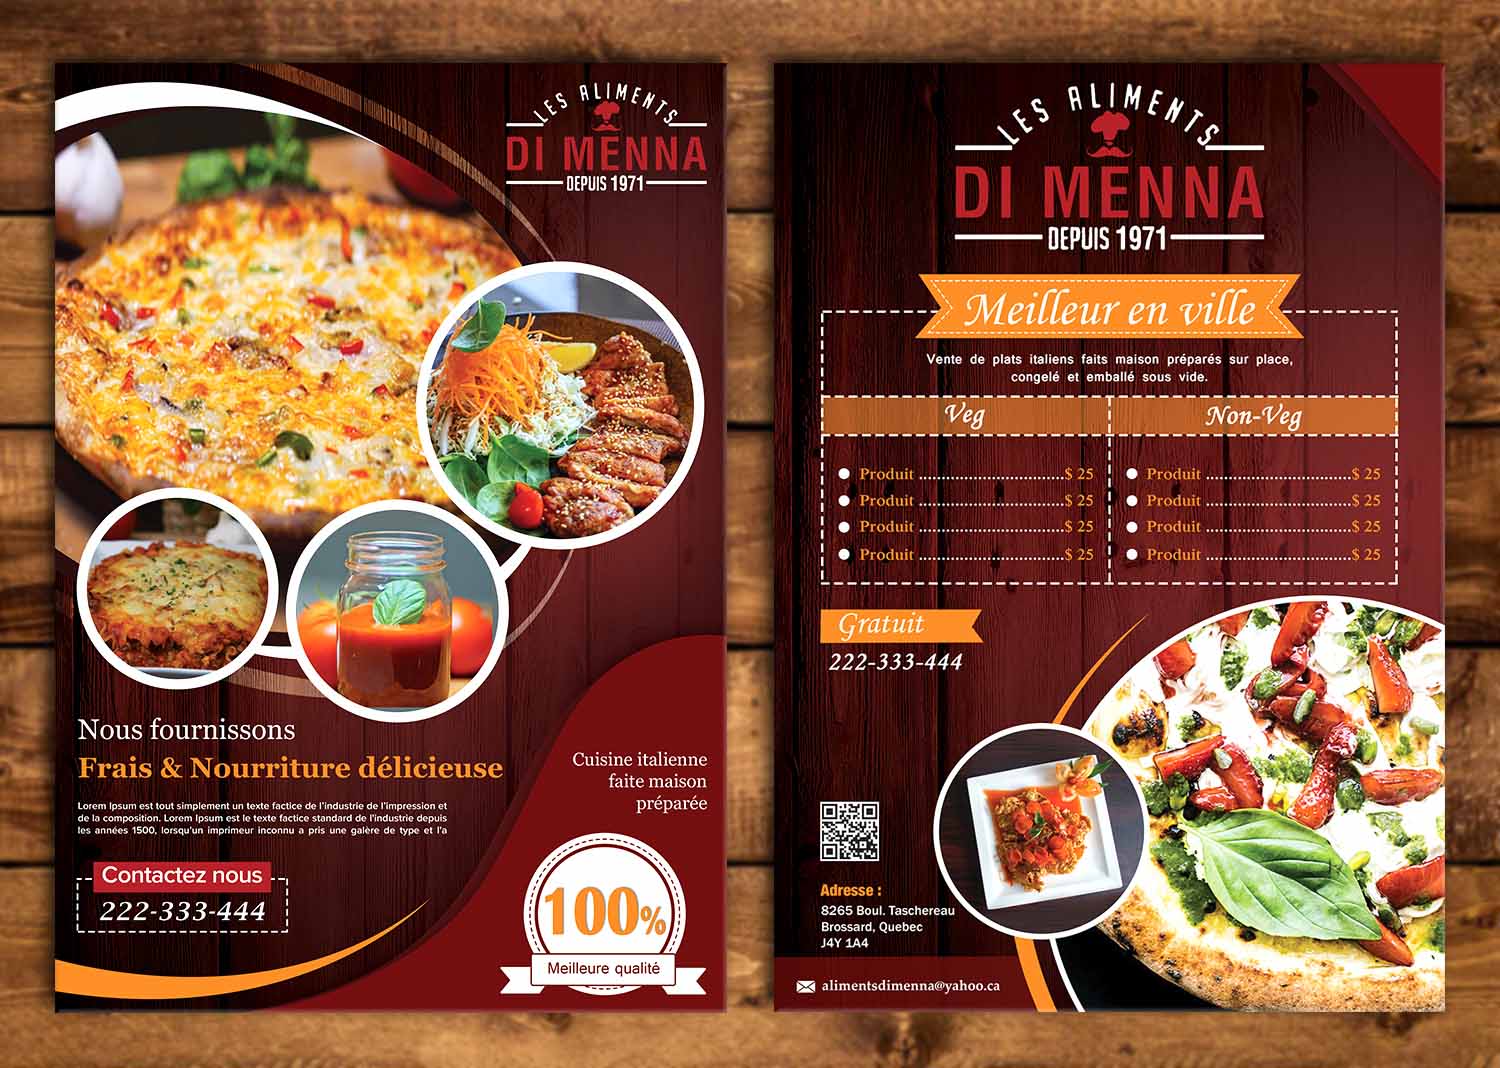 LES ALIMENTS
DI MENNA
DEPUIS 1971
Nous fournissons
Frais & Nourriture délicieuse
Lorem Ipsum est tout simplement un texte factice de l'industrie de l'impression et
de la composition. Lorem Ipsum est le texte factice standard de l'industrie depuis
les années 1500, lorsqu'un imprimeur inconnu a pris une galère de type et l'a
Contactez nous
222-333-444
Cuisine italienne
faite maison
préparée
100%
Meilleure qualité
LES ALIMENTS
DI MENNA
DEPUIS 1971
Meilleur en ville
Vente de plats italiens faits maison préparés sur place,
congelé et emballé sous vide.
Veg
Produit ........................... $ 25
Produit ........................... $ 25
Produit ........................... $ 25
Produit ........................... $ 25
Non-Veg
Produit ........................... $ 25
Produit ........................... $ 25
Produit ........................... $ 25
Produit ........................... $ 25
Gratuit
222-333-444
Adresse :
8265 Boul. Taschereau
Brossard, Quebec
J4Y 1A4
alimentsdimenna@yahoo.ca